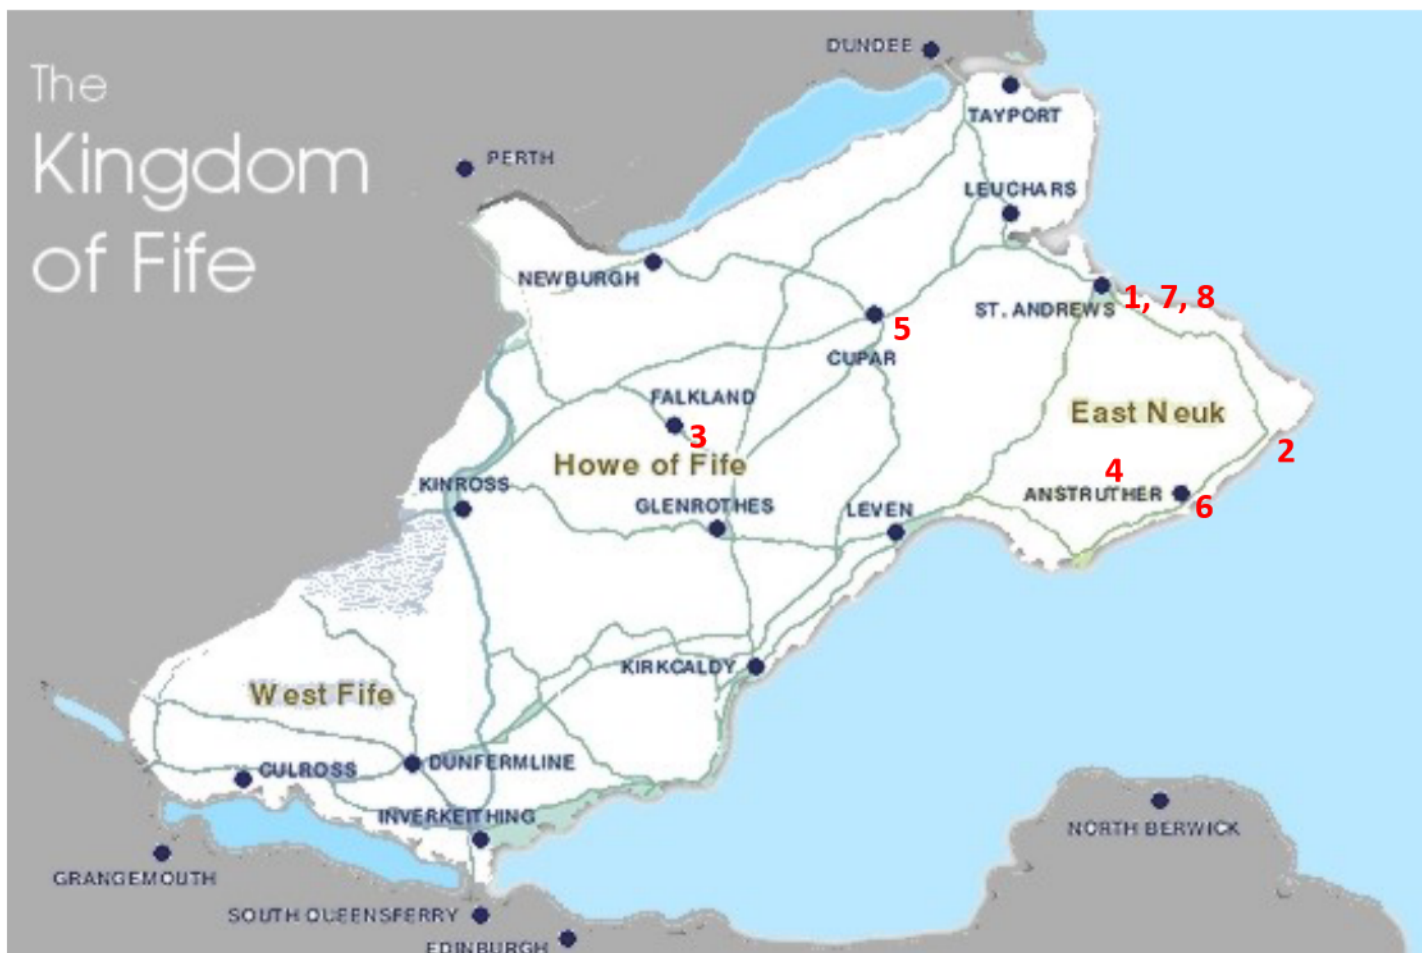 The
Kingdom
of Fife
DUNDEE
TAYPORT
PERTH
LEUCHARS
NEWBURGH
ST. ANDREWS
1, 7, 8
5
CUPAR
FALKLAND
3
East Neuk
2
Howe of Fife
4
KINROSS
ANSTRUTHER
6
GLENROTHES
LEVEN
KIRKCALDY
West Fife
CULROSS
DUNFERMLINE
INVERKEITHING
NORTH BERWICK
GRANGEMOUTH
SOUTH QUEENSFERRY
EDINBURGH